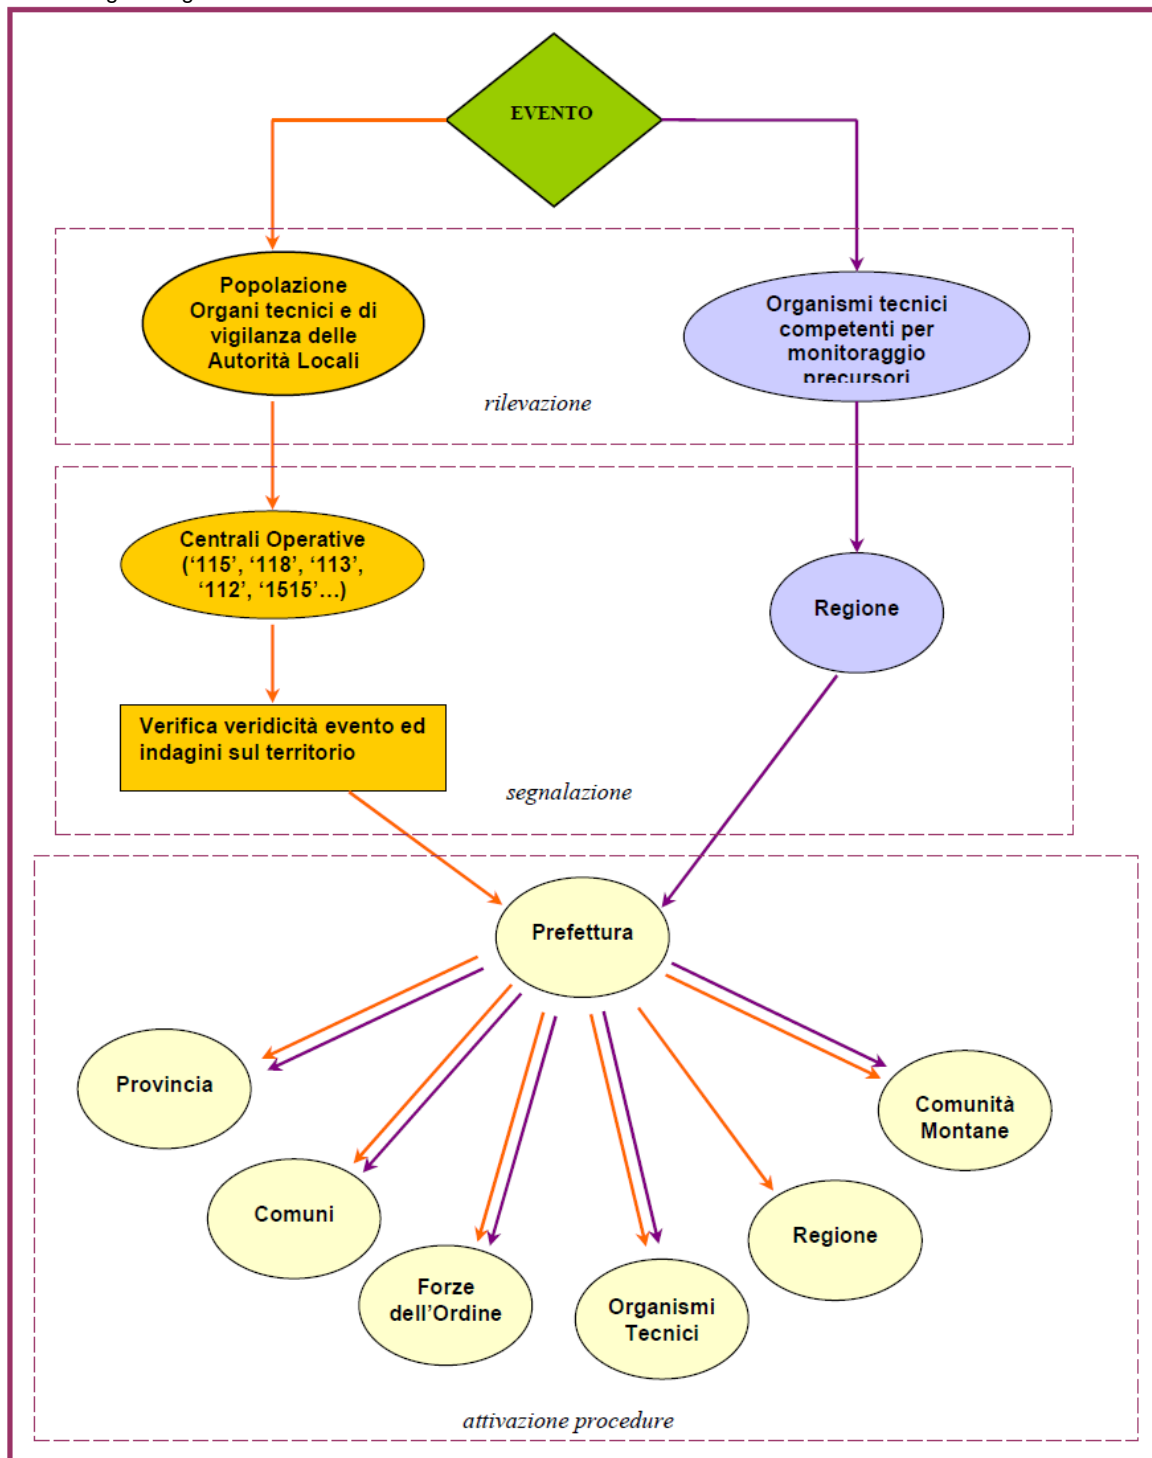 EVENTO
Popolazione
Organi tecnici e di
vigilanza delle
Autorità Locali
Organismi tecnici
competenti per
monitoraggio
precursori
rilevazione
Centrali Operative
(‘115’, ‘118’, ‘113’,
‘112’, ‘1515’…)
Regione
Verifica veridicità evento ed
indagini sul territorio
segnalazione
Prefettura
Provincia
Comuni
Forze
dell’Ordine
Organismi
Tecnici
Regione
Comunità
Montane
attivazione procedure